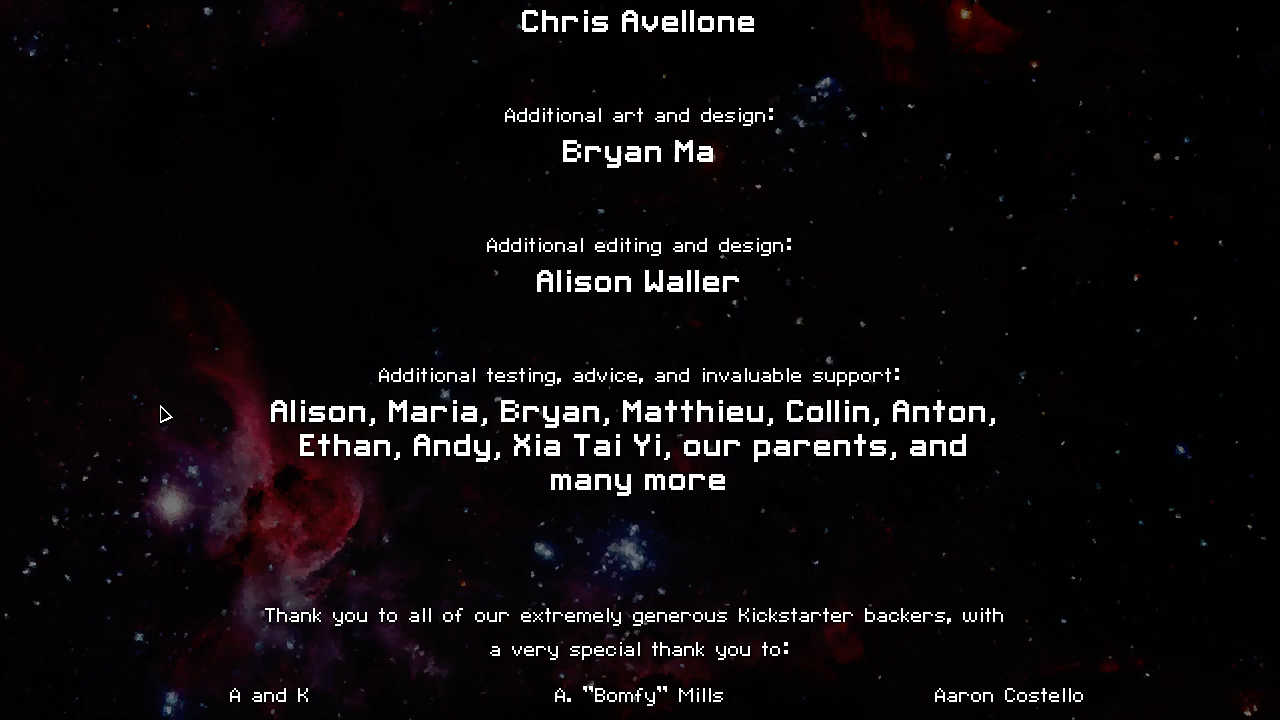 Chris Avellone
Additional art and design:
Bryan Ma
Additional editing and design:
Alison Waller
Additional testing, advice, and invaluable support:
Alison, Maria, Bryan, Matthieu, Collin, Anton,
Ethan, Andy, Xia Tai Yi, our parents, and
many more
Thank you to all of our extremely generous Kickstarter backers, with
a very special thank you to:
A and K
A. "Bomfy" Mills
Aaron Costello